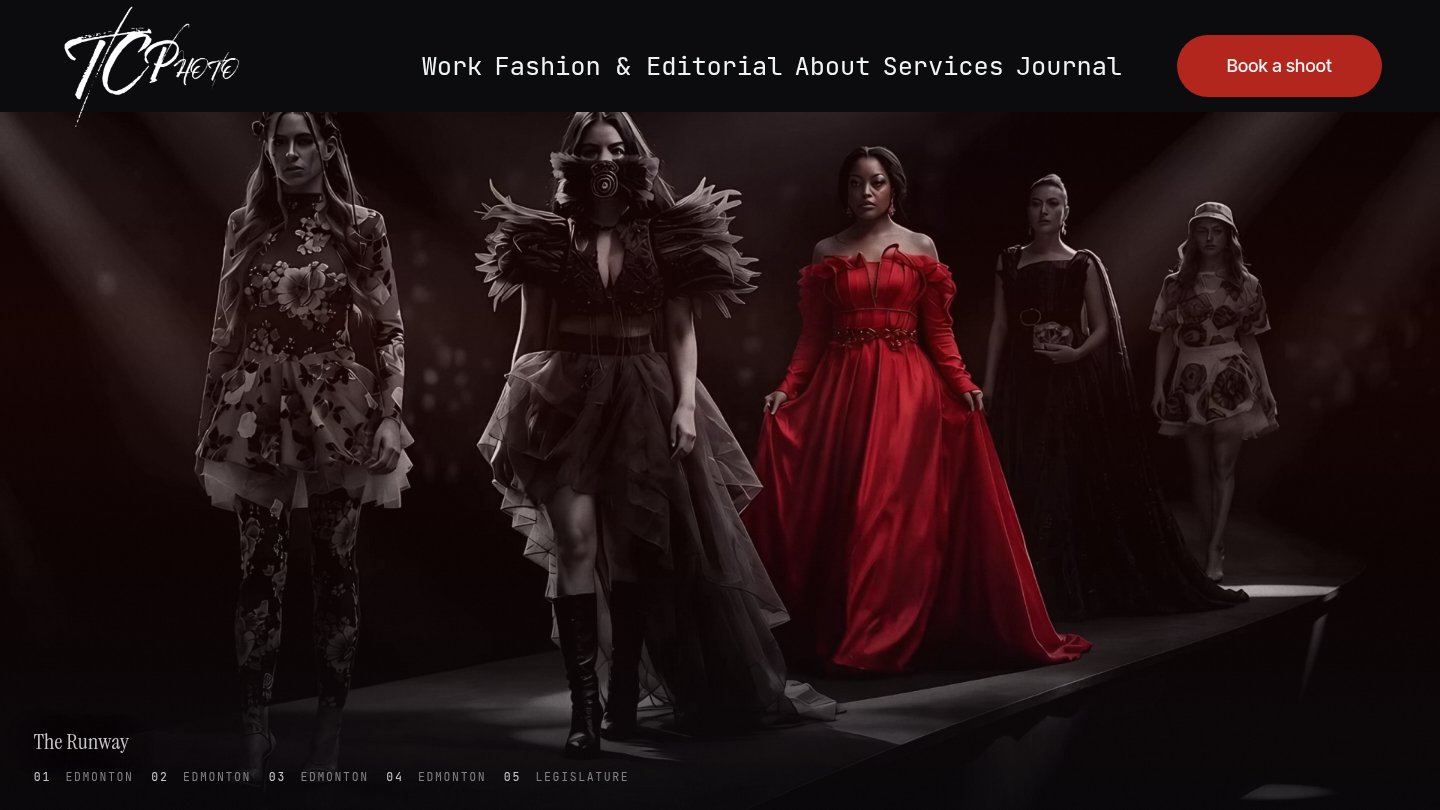 TCPHOTO
Work Fashion & Editorial About Services Journal
Book a shoot
The Runway
01 EDMONTON 02 EDMONTON 03 EDMONTON 04 EDMONTON 05 LEGISLATURE